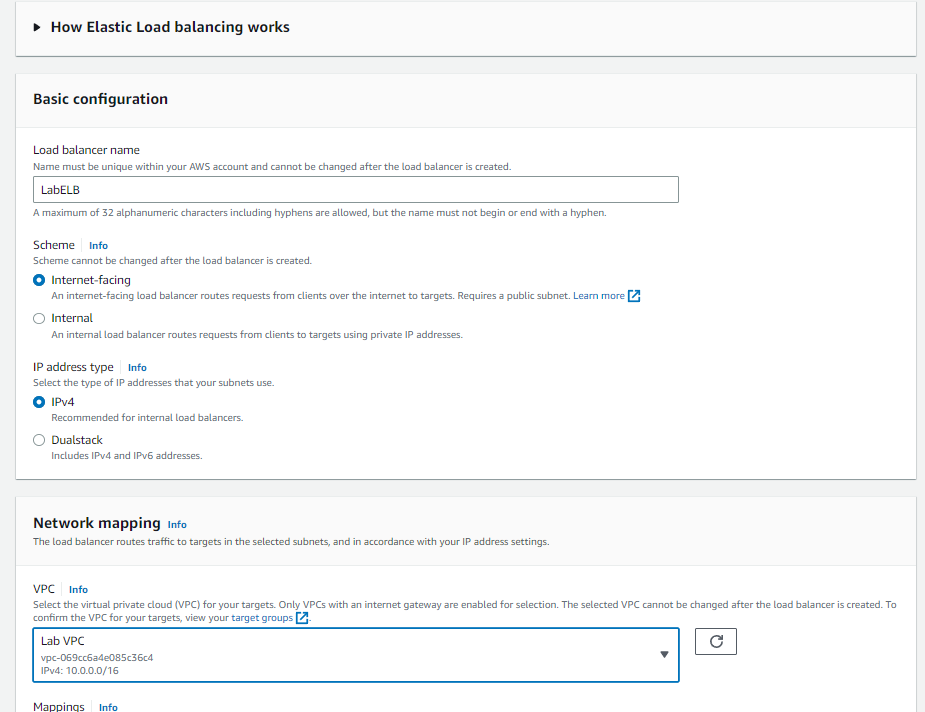 How Elastic Load balancing works
Basic configuration
Load balancer name
Name must be unique within your AWS account and cannot be changed after the load balancer is created.
LabELB
A maximum of 32 alphanumeric characters including hyphens are allowed, but the name must not begin or end with a hyphen.
Scheme Info
Scheme cannot be changed after the load balancer is created.
Internet-facing
An internet-facing load balancer routes requests from clients over the internet to targets. Requires a public subnet. Learn more
Internal
An internal load balancer routes requests from clients to targets using private IP addresses.
IP address type Info
Select the type of IP addresses that your subnets use.
IPv4
Recommended for internal load balancers.
Dualstack
Includes IPv4 and IPv6 addresses.
Network mapping Info
The load balancer routes traffic to targets in the selected subnets, and in accordance with your IP address settings.
VPC Info
Select the virtual private cloud (VPC) for your targets. Only VPCs with an internet gateway are enabled for selection. The selected VPC cannot be changed after the load balancer is created. To
confirm the VPC for your targets, view your target groups.
Lab VPC
vpc-069cc6a4e085c36c4
IPv4: 10.0.0.0/16
Mappings Info